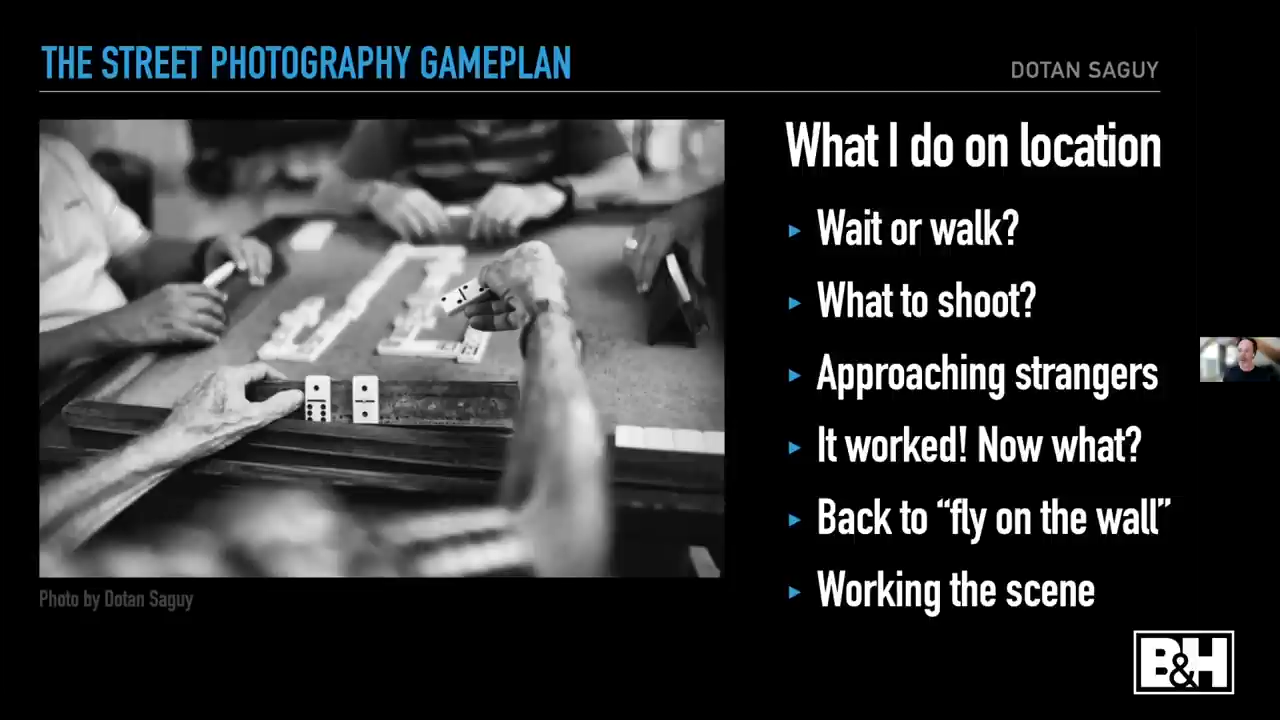 THE STREET PHOTOGRAPHY GAMEPLAN
DOTAN SAGUY
What I do on location
Wait or walk?
What to shoot?
Approaching strangers
It worked! Now what?
Back to “fly on the wall”
Working the scene
Photo by Dotan Saguy
B&H